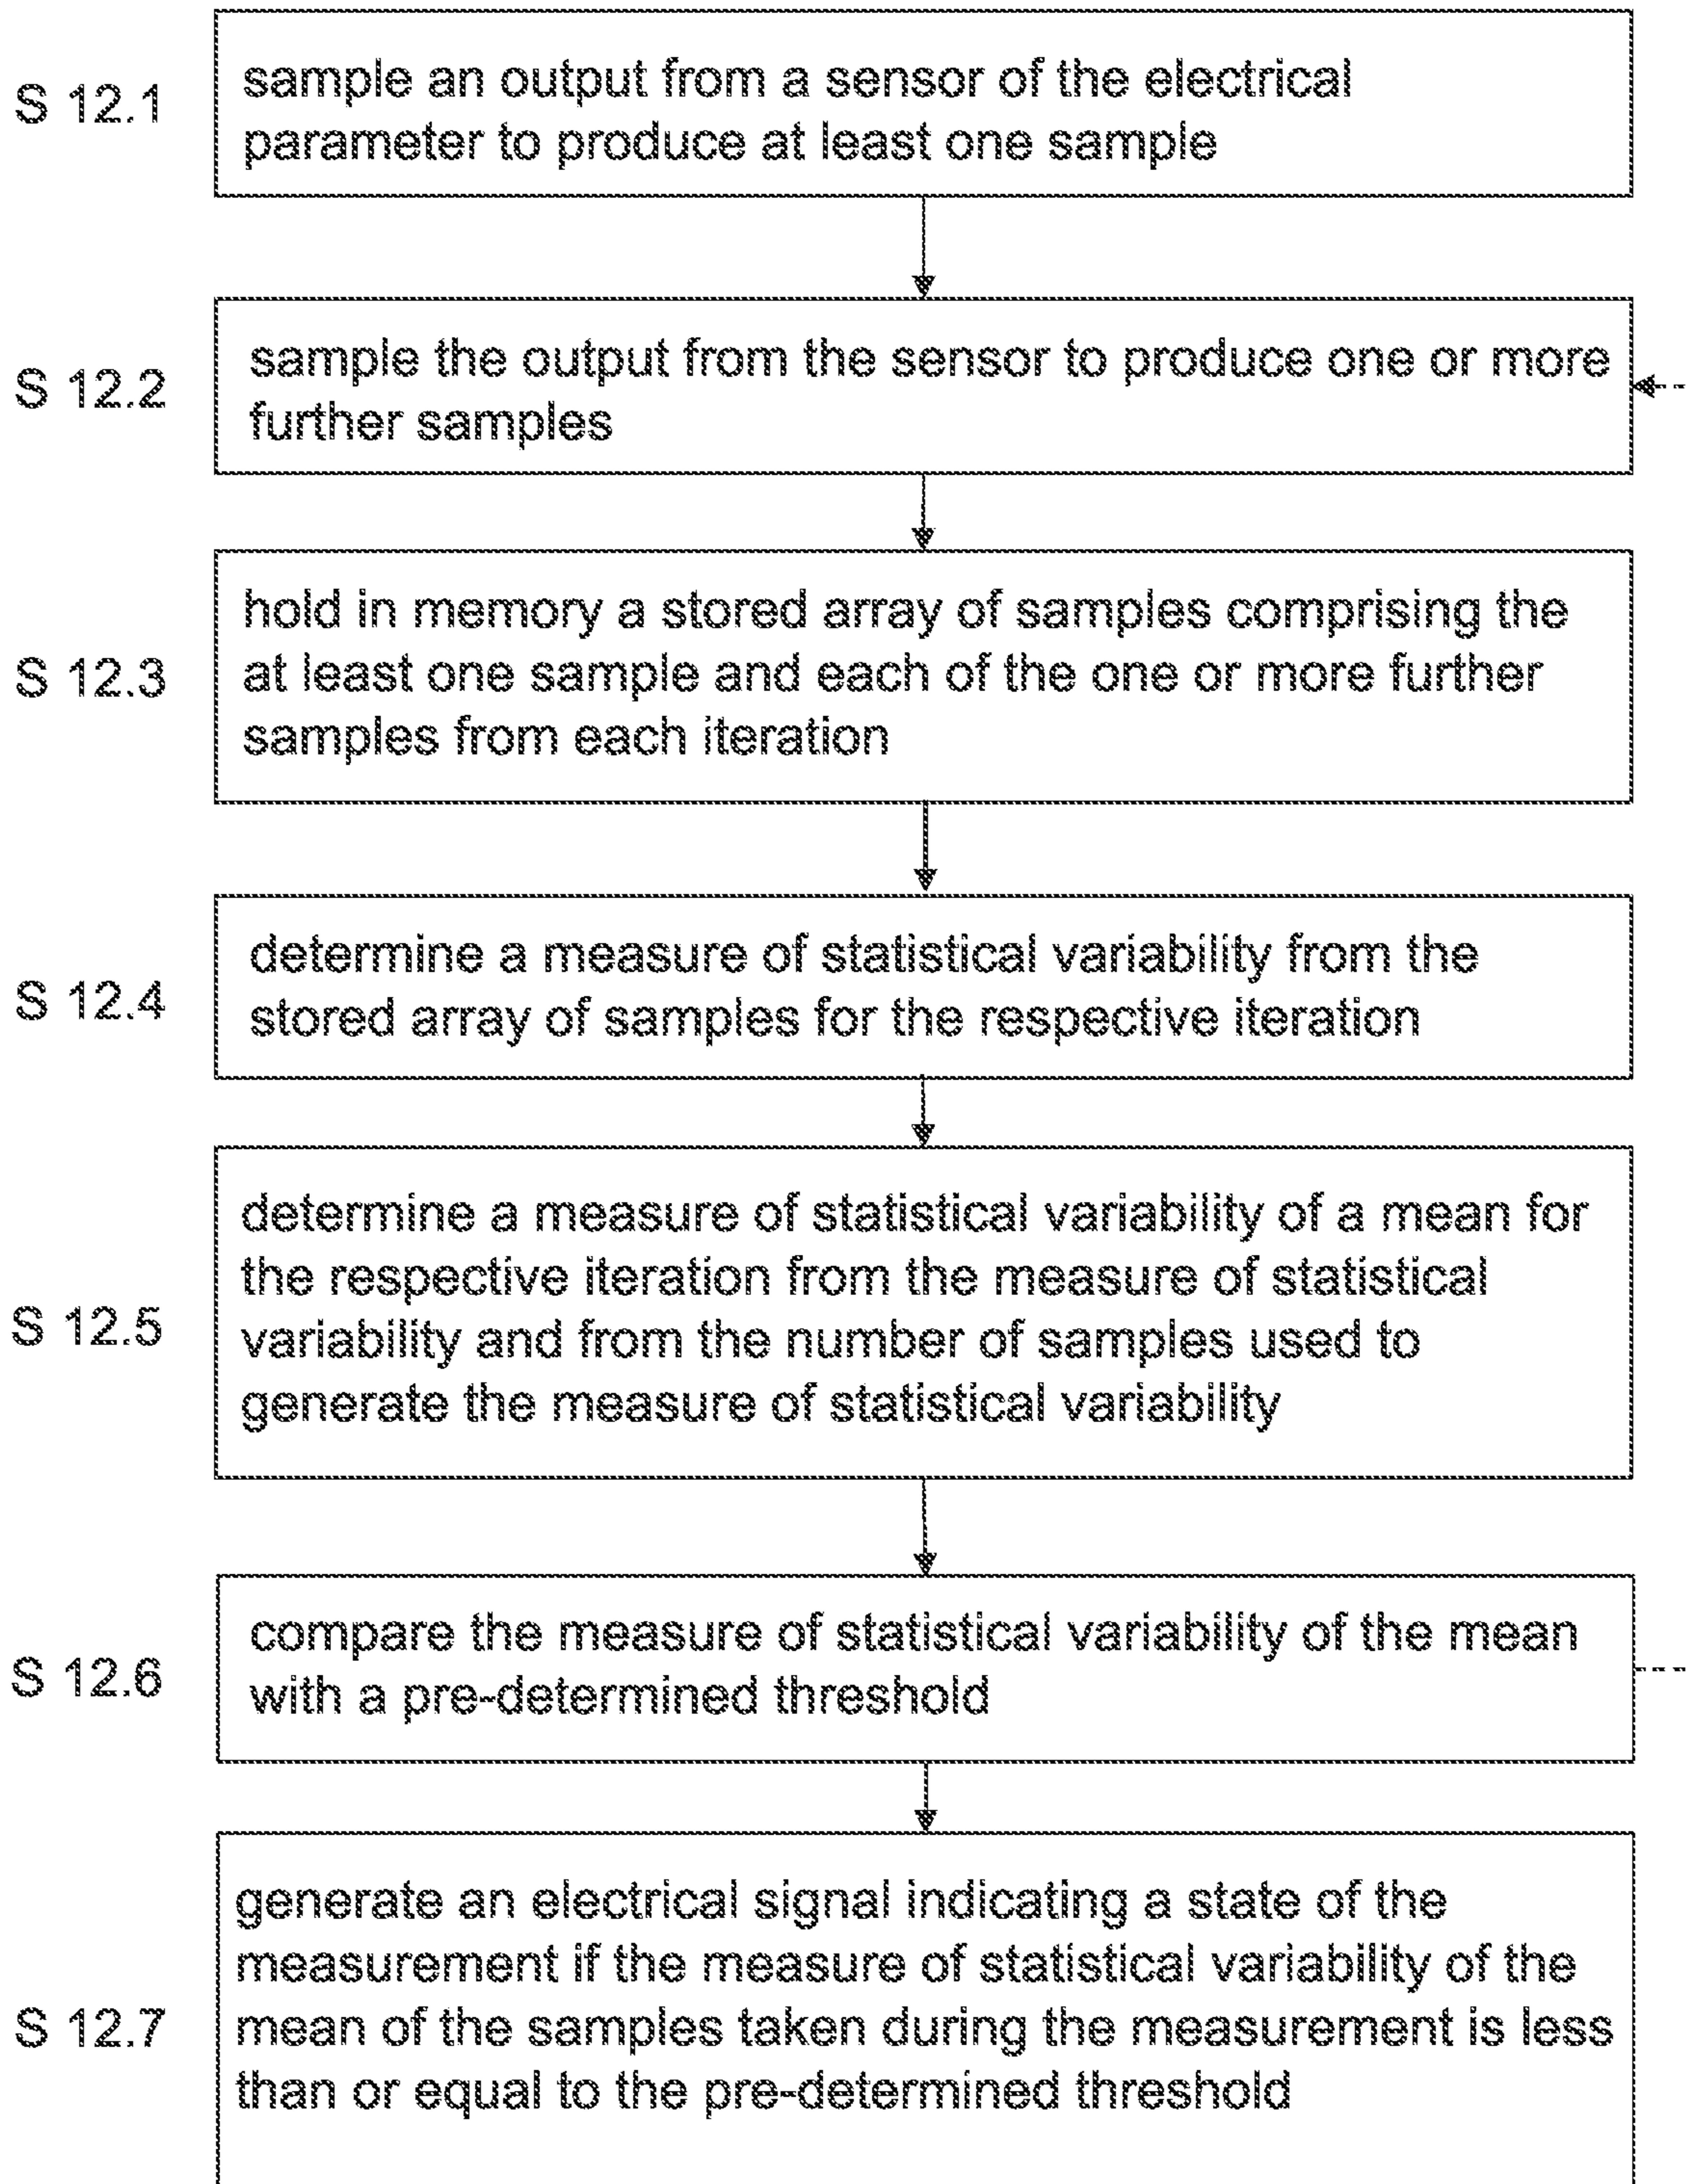 S 12.1
sample an output from a sensor of the electrical
parameter to produce at least one sample
S 12.2
sample the output from the sensor to produce one or more
further samples
S 12.3
hold in memory a stored array of samples comprising the
at least one sample and each of the one or more further
samples from each iteration
S 12.4
determine a measure of statistical variability from the
stored array of samples for the respective iteration
S 12.5
determine a measure of statistical variability of a mean for
the respective iteration from the measure of statistical
variability and from the number of samples used to
generate the measure of statistical variability
S 12.6
compare the measure of statistical variability of the mean
with a pre-determined threshold
S 12.7
generate an electrical signal indicating a state of the
measurement if the measure of statistical variability of the
mean of the samples taken during the measurement is less
than or equal to the pre-determined threshold